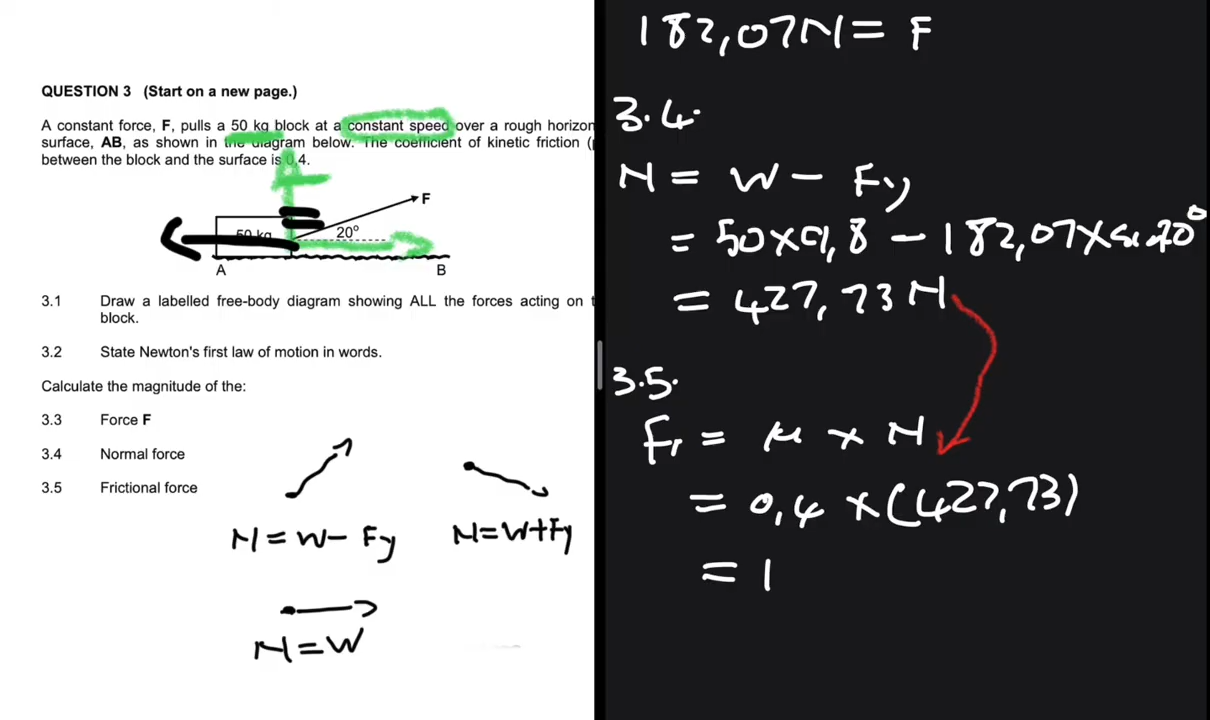 QUESTION 3 (Start on a new page.)
A constant force, F, pulls a 50 kg block at a constant speed over a rough horizon
surface, AB, as shown in the diagram below. The coefficient of kinetic friction (
between the block and the surface is 0,4.
F
50 kg
20°
A
B
3.1 Draw a labelled free-body diagram showing ALL the forces acting on t
block.
3.2 State Newton's first law of motion in words.
Calculate the magnitude of the:
3.3 Force F
3.4 Normal force
3.5 Frictional force
N = W - Fy
N = W + Fy
N = W
182,07N = F
3.4.
N = W - Fy
= 50×9,8 - 182,07×sin20°
= 427,73 N
3.5.
Fr = μ × N
= 0,4 × (427,73)
= 1